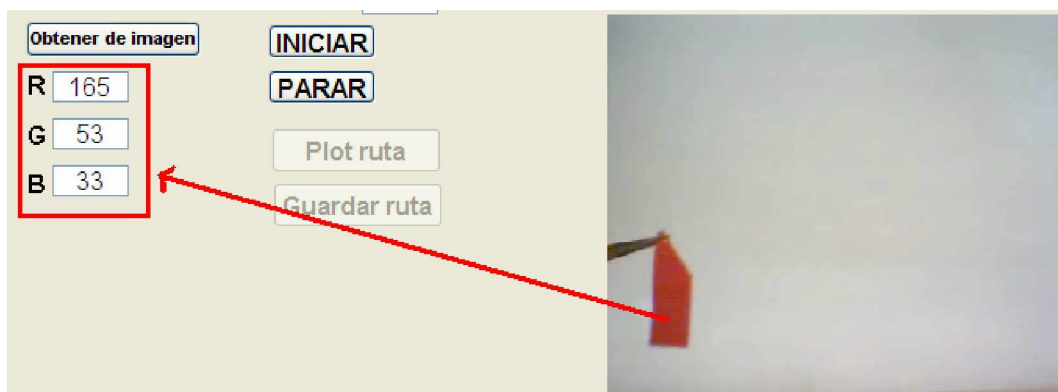 Obtener de imagen
INICIAR
R 165
PARAR
G 53
Plot ruta
B 33
Guardar ruta